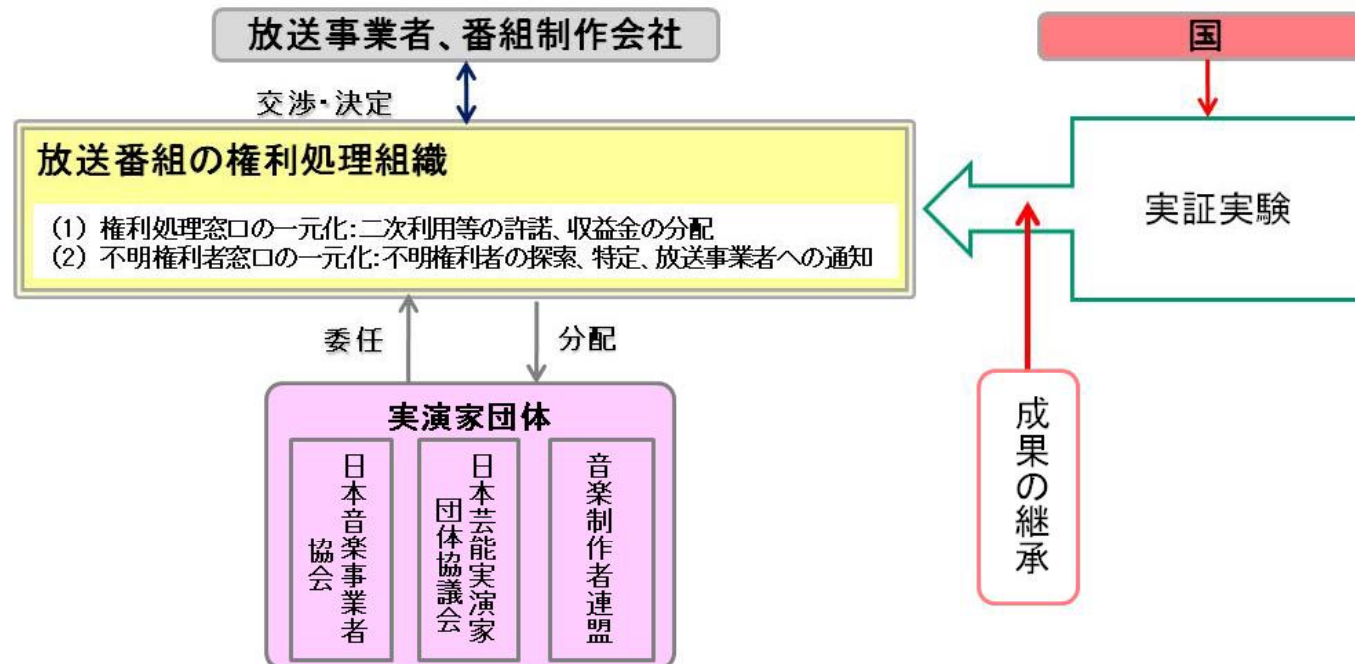 放送事業者、番組制作会社
国
交渉・決定
放送番組の権利処理組織
(1) 権利処理窓口の一元化:二次利用等の許諾、収益金の分配
(2) 不明権利者窓口の一元化:不明権利者の探索、特定、放送事業者への通知
実証実験
委任
分配
実演家団体
日本音楽事業者
協会
日本芸能実演家
団体協議会
音楽制作者連盟
成果の継承